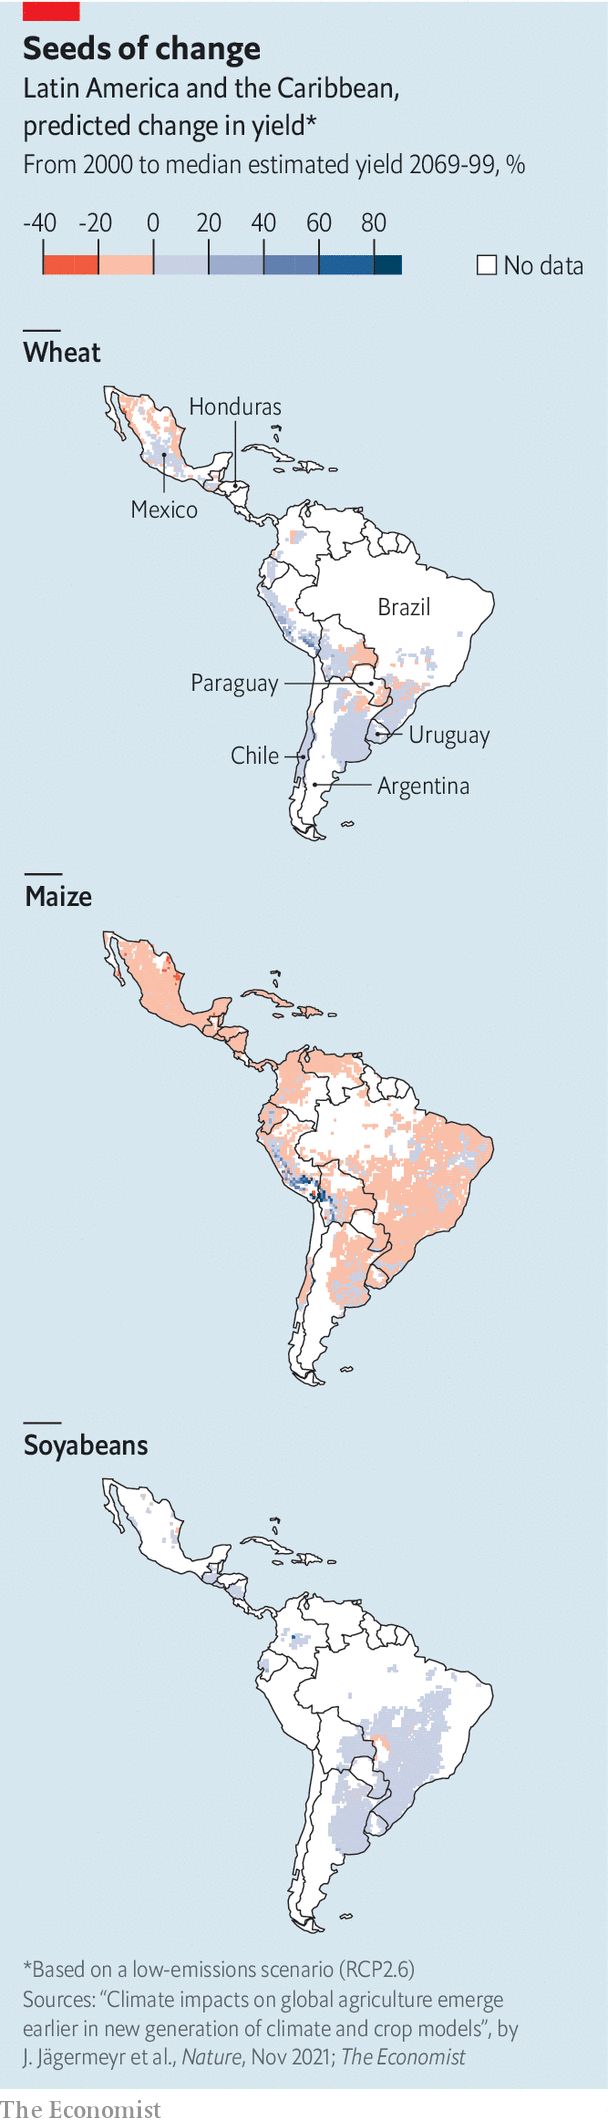 Seeds of change
Latin America and the Caribbean,
predicted change in yield*
From 2000 to median estimated yield 2069-99, %
-40 -20 0 20 40 60 80
No data
Wheat
Honduras
Mexico
Brazil
Paraguay
Uruguay
Chile
Argentina
Maize
Soyabeans
*Based on a low-emissions scenario (RCP2.6)
Sources: “Climate impacts on global agriculture emerge
earlier in new generation of climate and crop models”, by
J. Jägermeyr et al., Nature, Nov 2021; The Economist
The Economist